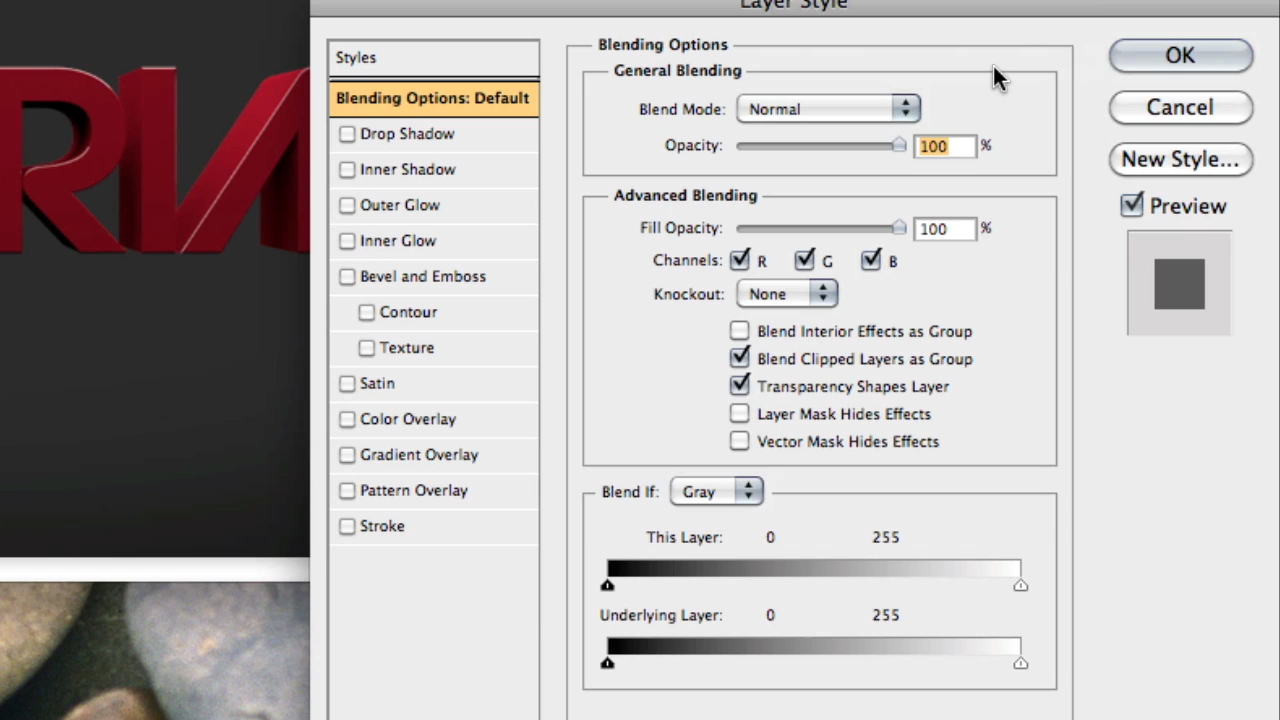 Layer Style
Styles
Blending Options: Default
Drop Shadow
Inner Shadow
Outer Glow
Inner Glow
Bevel and Emboss
Contour
Texture
Satin
Color Overlay
Gradient Overlay
Pattern Overlay
Stroke
Blending Options
General Blending
Blend Mode: Normal
Opacity: 100 %
Advanced Blending
Fill Opacity: 100 %
Channels: R G B
Knockout: None
Blend Interior Effects as Group
Blend Clipped Layers as Group
Transparency Shapes Layer
Layer Mask Hides Effects
Vector Mask Hides Effects
Blend If: Gray
This Layer: 0 255
Underlying Layer: 0 255
OK
Cancel
New Style...
Preview